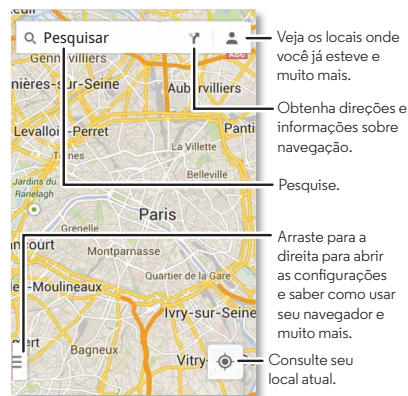 Pesquisar
Veja os locais onde
você já esteve e
muito mais.
Obtenha direções e
informações sobre
navegação.
Pesquise.
Arraste para a
direita para abrir
as configurações
e saber como usar
seu navegador e
muito mais.
Consulte seu
local atual.
A86
Gennevilliers
nières-sur-Seine
Aubervilliers
Levalloi -Perret
Panti
La Villette
Ternes
Belleville
Jardins du
Ranelagh
Paris
Grenelle
ncourt
Montparnasse
Quartier de la Gare
-Moulineaux
Ivry-sur-Seine
Bagneux
Vitry